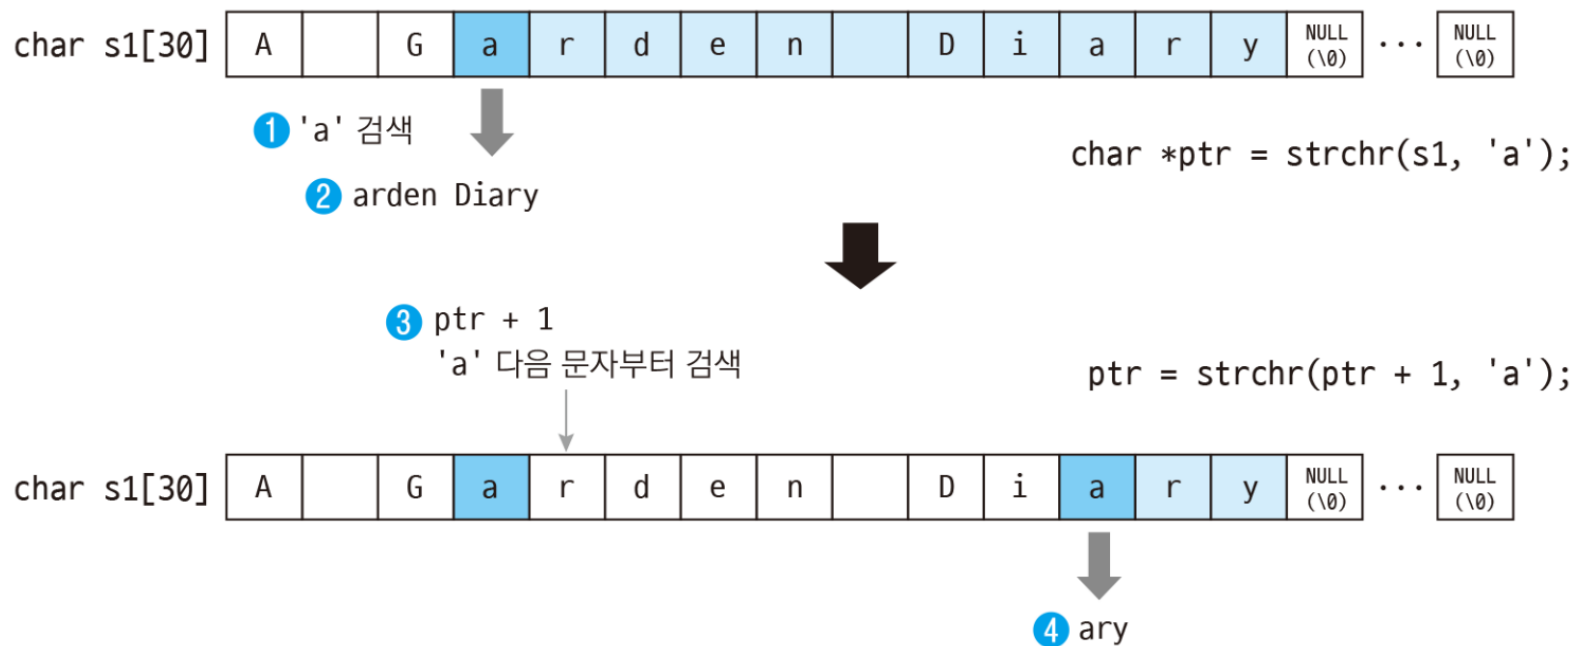 char s1[30] A G a r d e n D i a r y NULL (\0) ··· NULL (\0)
1 'a' 검색
char *ptr = strchr(s1, 'a');
2 arden Diary
3 ptr + 1
'a' 다음 문자부터 검색
ptr = strchr(ptr + 1, 'a');
char s1[30] A G a r d e n D i a r y NULL (\0) ··· NULL (\0)
4 ary